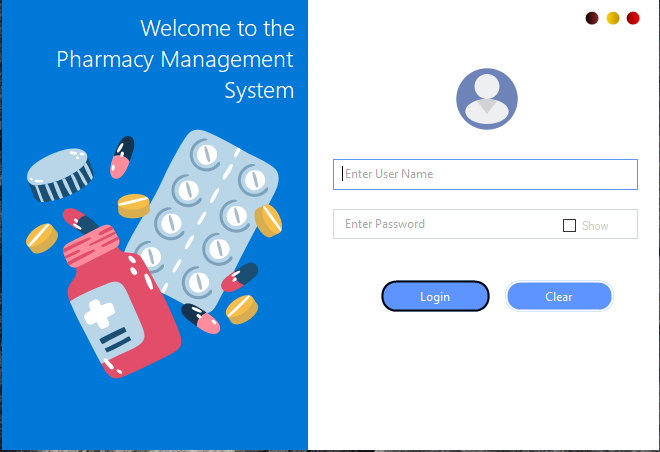 Welcome to the
Pharmacy Management
System
Enter User Name
Enter Password
Show
Login
Clear